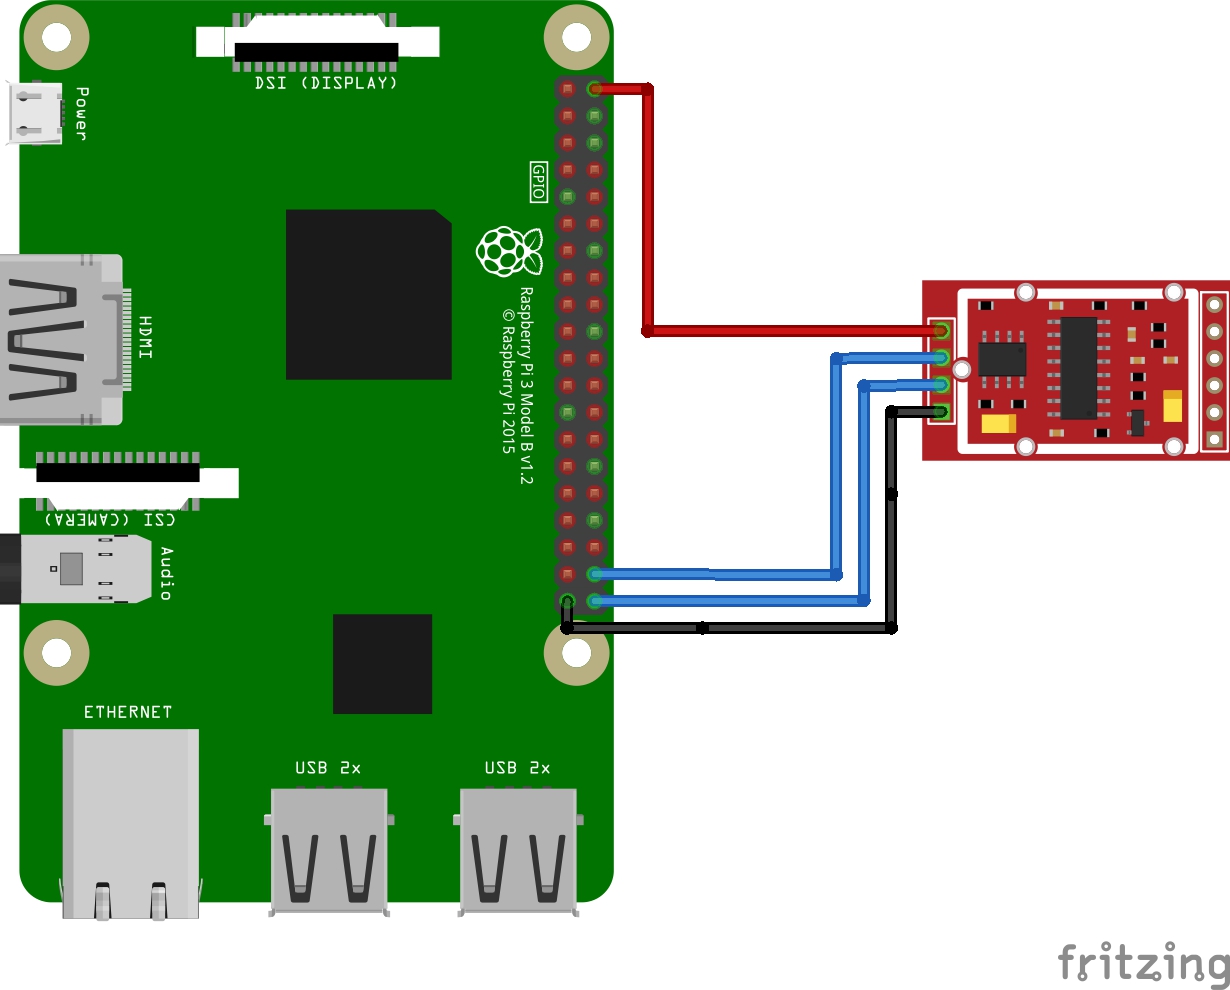 DSI (DISPLAY)
Power
GPIO
HDMI
Raspberry Pi 3 Model B v1.2
© Raspberry Pi 2015
CSI (CAMERA)
Audio
ETHERNET
USB 2x
USB 2x
fritzing